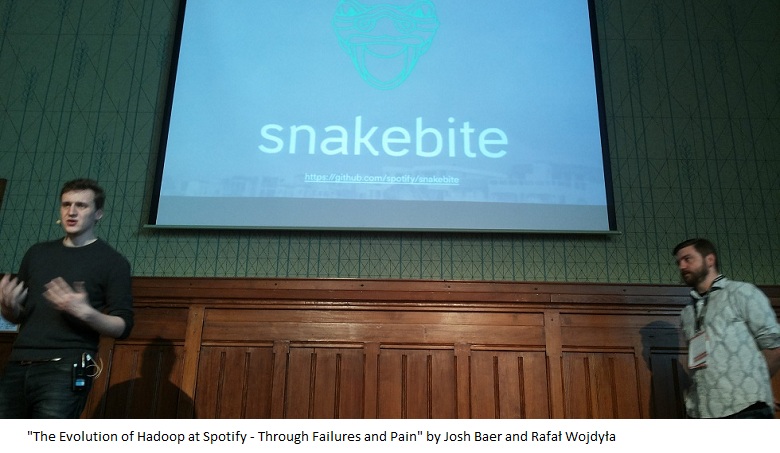 snakebite
https://github.com/spotify/snakebite
"The Evolution of Hadoop at Spotify - Through Failures and Pain" by Josh Baer and Rafał Wojdyła